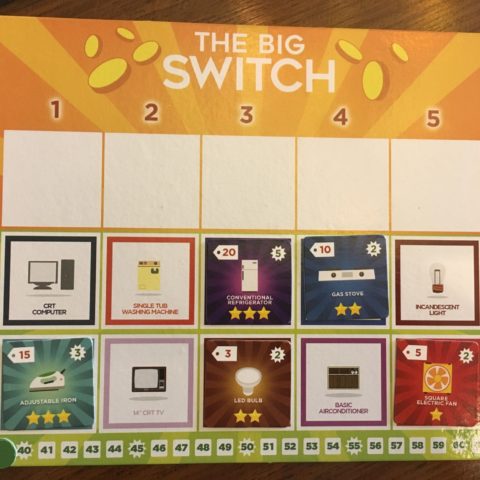 THE BIG
SWITCH
1 2 3 4 5
CRT
COMPUTER
SINGLE TUB
WASHING MACHINE
20 5
CONVENTIONAL
REFRIGERATOR
10 2
GAS STOVE
INCANDESCENT
LIGHT
15 3
ADJUSTABLE IRON
14" CRT TV
3 2
LED BULB
BASIC
AIRCONDITIONER
5 2
SQUARE
ELECTRIC FAN
40 41 42 43 44 45 46 47 48 49 50 51 52 53 54 55 56 57 58 59 60